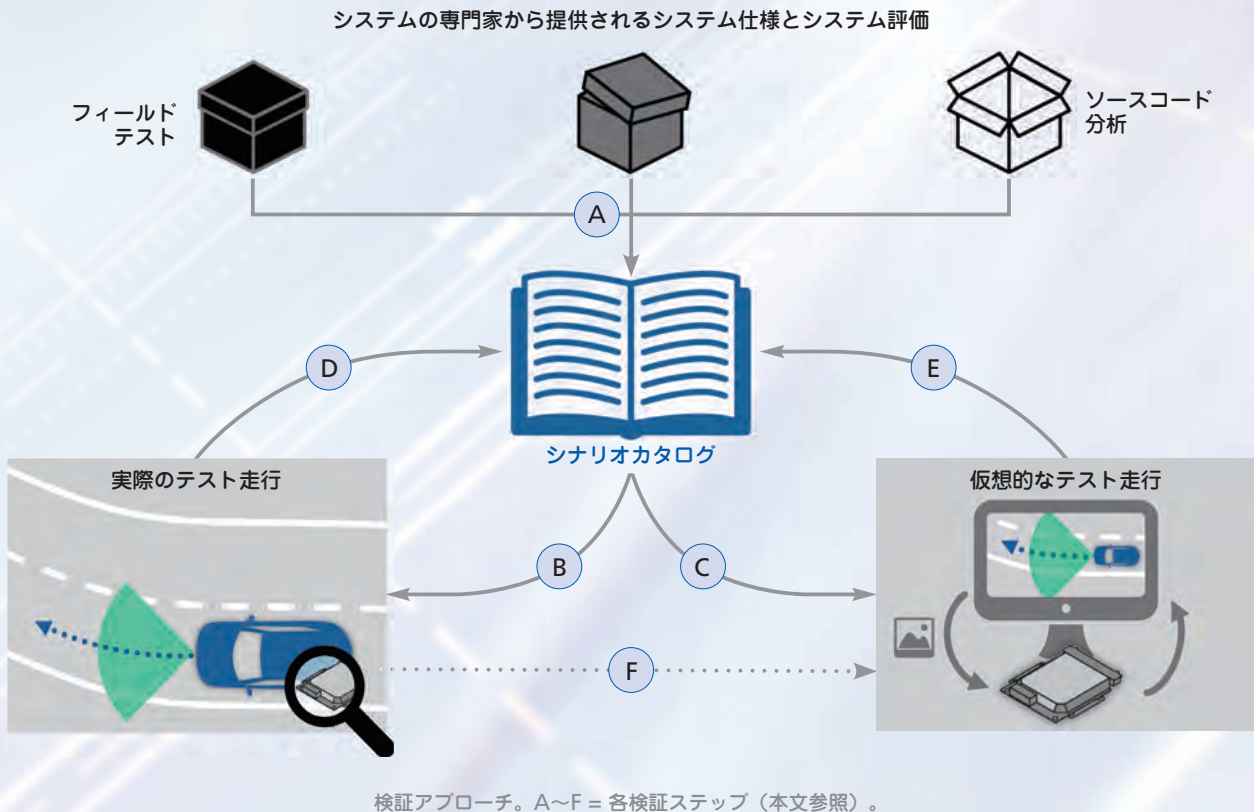 システムの専門家から提供されるシステム仕様とシステム評価
フィールド
テスト
ソースコード
分析
A
D
E
シナリオカタログ
実際のテスト走行
仮想的なテスト走行
B
C
F
検証アプローチ。A～F = 各検証ステップ（本文参照）。